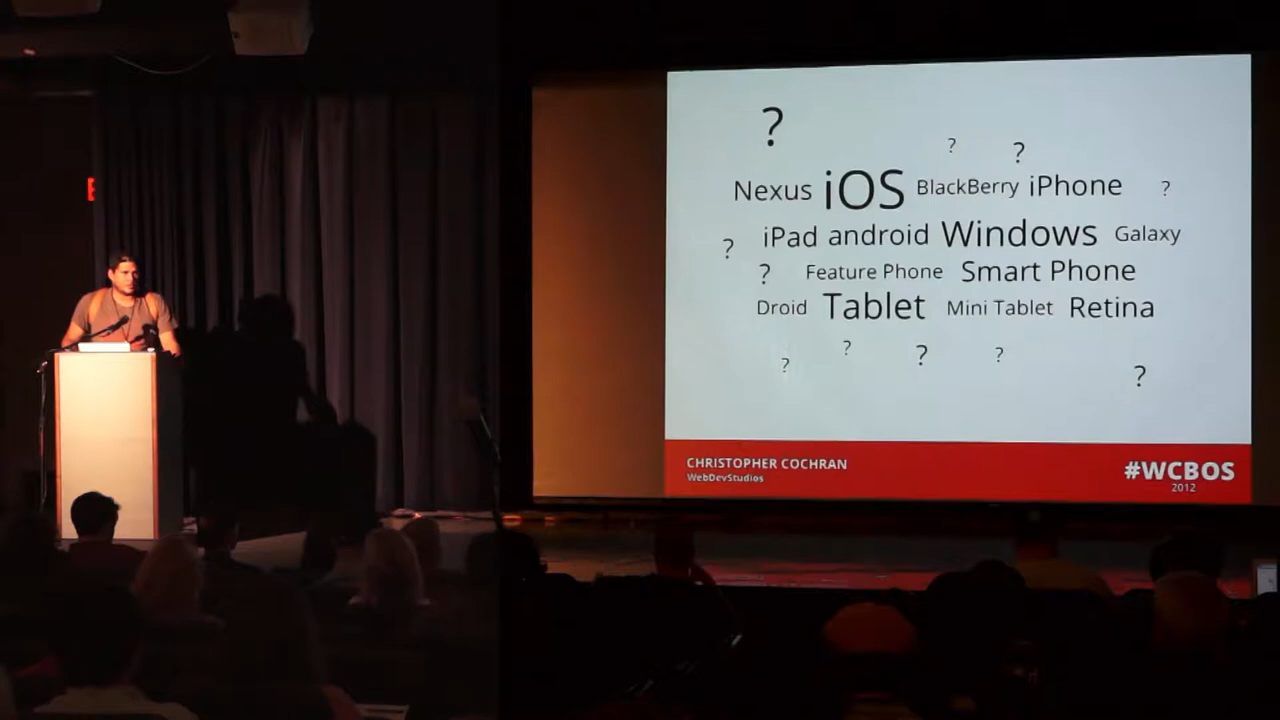 ?
? ?
Nexus iOS BlackBerry iPhone ?
? iPad android Windows Galaxy
? Feature Phone Smart Phone
Droid Tablet Mini Tablet Retina
? ? ? ? ?
CHRISTOPHER COCHRAN
WebDevStudios
#WCBOS
2012